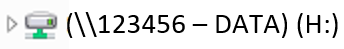 (\\123456 – DATA) (H:)